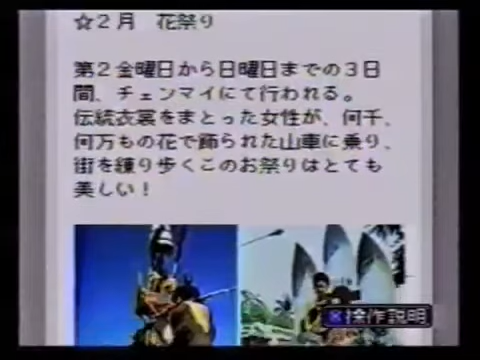 ☆２月　花祭り
第２金曜日から日曜日までの３日
間、チェンマイにて行われる。
伝統衣裳をまとった女性が、何千、
何万もの花で飾られた山車に乗り、
街を練り歩くこのお祭りはとても
美しい！
※操作説明